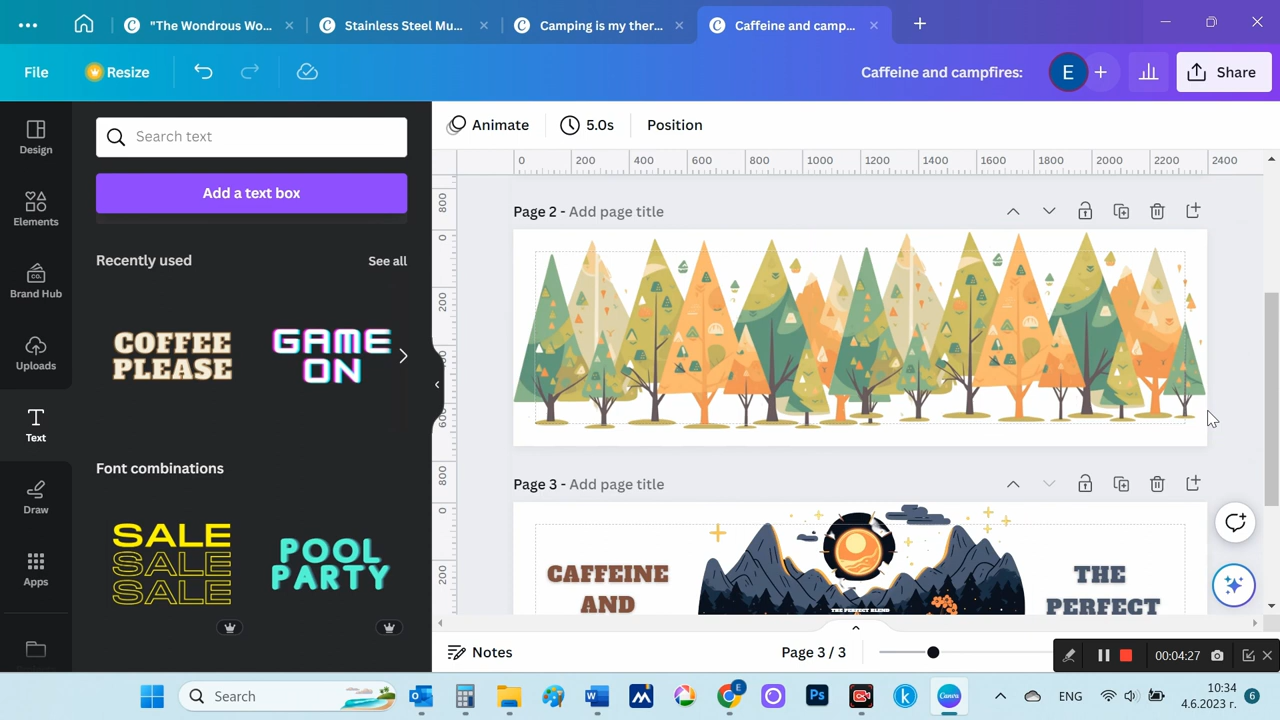 "The Wondrous Wo...
Stainless Steel Mu...
Camping is my ther...
Caffeine and camp...
File
Resize
Caffeine and campfires:
E
Share
Design
Elements
Brand Hub
Uploads
Text
Draw
Apps
Search text
Add a text box
Recently used
See all
COFFEE
PLEASE
GAME
ON
Font combinations
SALE
SALE
SALE
POOL
PARTY
Animate
5.0s
Position
0 200 400 600 800 1000 1200 1400 1600 1800 2000 2200 2400
Page 2 - Add page title
Page 3 - Add page title
CAFFEINE
AND
THE PERFECT BLEND
THE
PERFECT
Notes
Page 3 / 3
00:04:27
Search
ENG
10:34
4.6.2023 г.
6